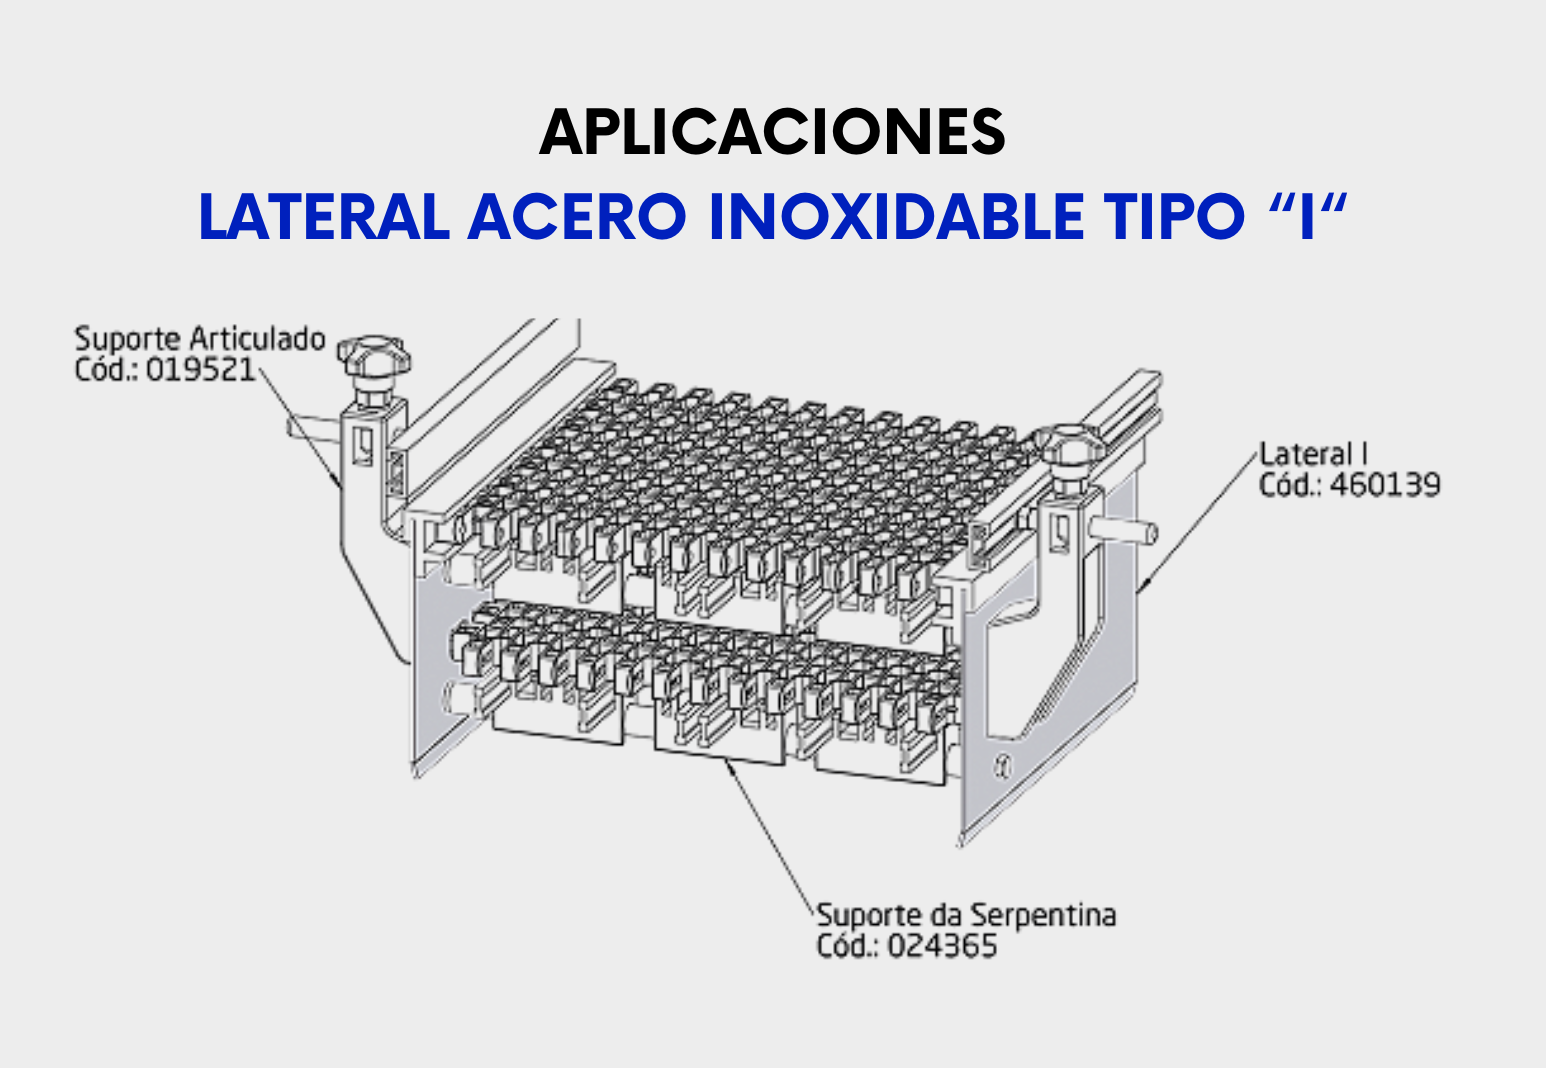 APLICACIONES
LATERAL ACERO INOXIDABLE TIPO “I“
Suporte Articulado
Cód.: 019521
Lateral I
Cód.: 460139
Suporte da Serpentina
Cód.: 024365